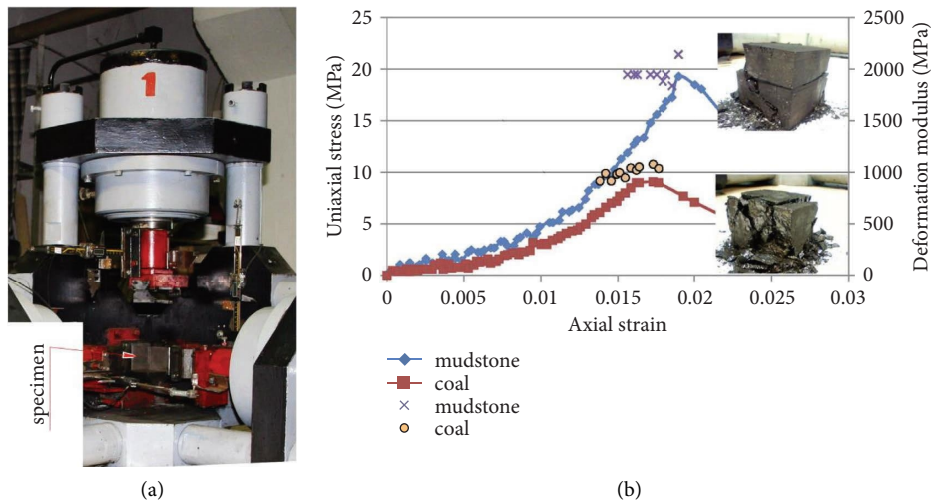 1
specimen
(a)
Uniaxial stress (MPa)
25
20
15
10
5
0
0
0.005
0.01
0.015
0.02
0.025
0.03
Axial strain
2500
2000
1500
1000
500
0
Deformation modulus (MPa)
mudstone
coal
mudstone
coal
(b)